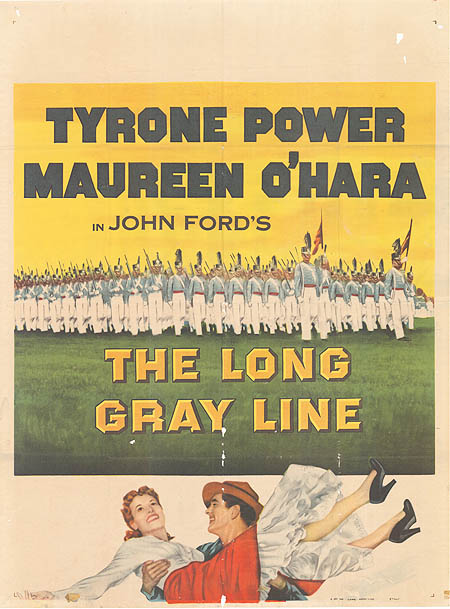 TYRONE POWER
MAUREEN O'HARA
IN JOHN FORD'S
THE LONG
GRAY LINE